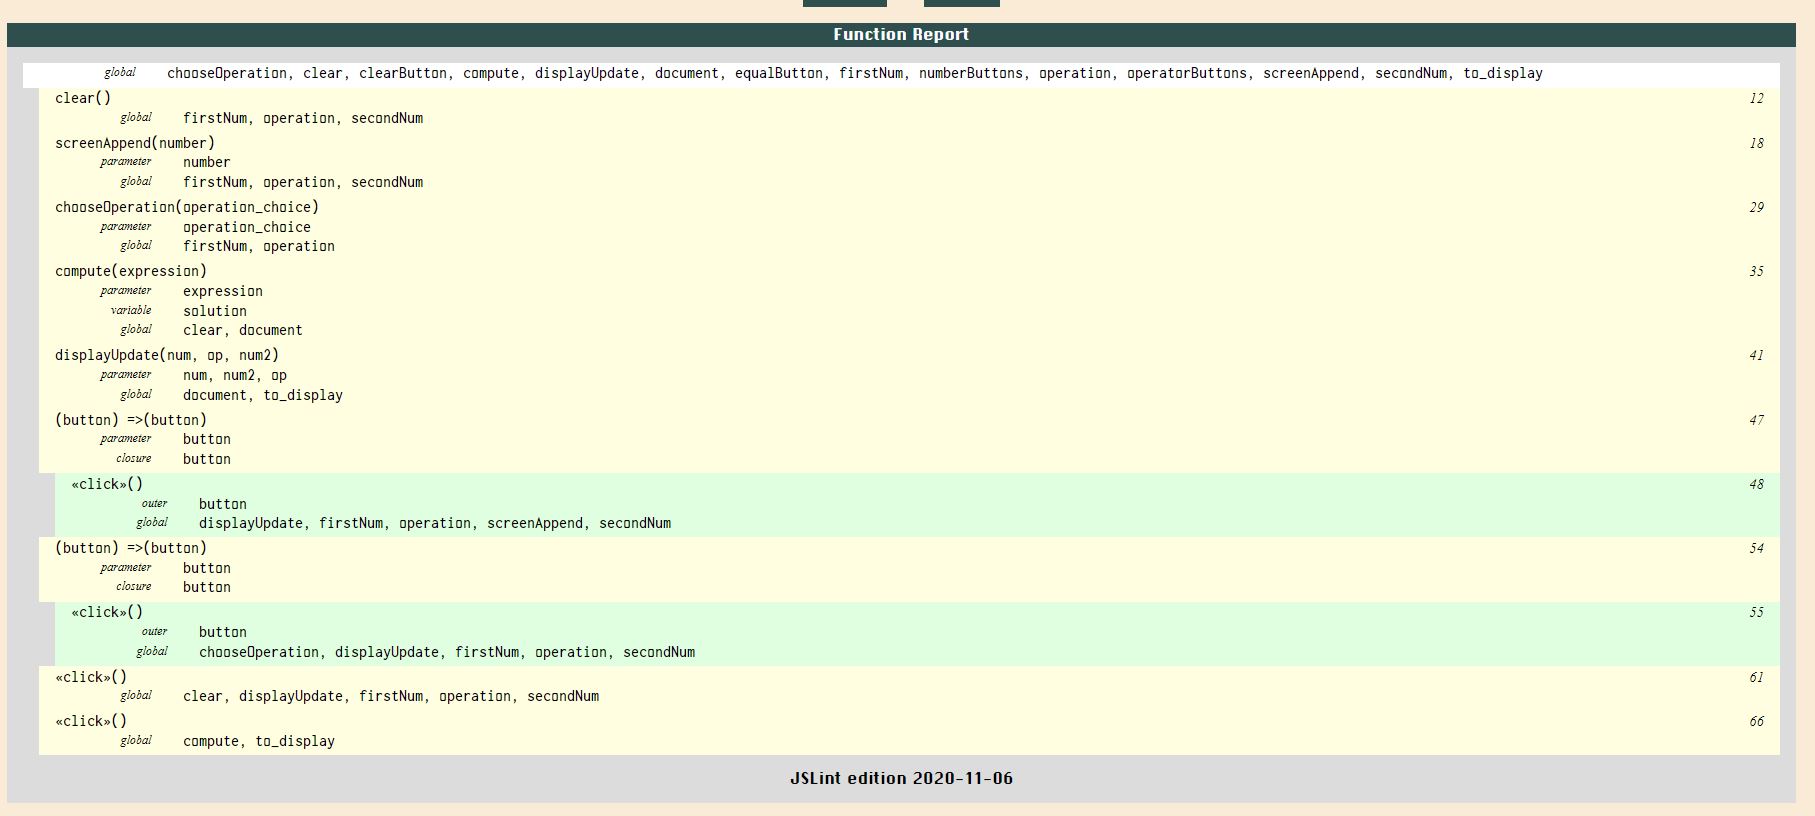 Function Report
global chooseOperation, clear, clearButton, compute, displayUpdate, document, equalButton, firstNum, numberButtons, operation, operatorButtons, screenAppend, secondNum, to_display
clear() 12
global firstNum, operation, secondNum
screenAppend(number) 18
parameter number
global firstNum, operation, secondNum
chooseOperation(operation_choice) 29
parameter operation_choice
global firstNum, operation
compute(expression) 35
parameter expression
variable solution
global clear, document
displayUpdate(num, op, num2) 41
parameter num, num2, op
global document, to_display
(button) =>(button) 47
parameter button
closure button
«click»() 48
outer button
global displayUpdate, firstNum, operation, screenAppend, secondNum
(button) =>(button) 54
parameter button
closure button
«click»() 55
outer button
global chooseOperation, displayUpdate, firstNum, operation, secondNum
«click»() 61
global clear, displayUpdate, firstNum, operation, secondNum
«click»() 66
global compute, to_display
JSLint edition 2020-11-06